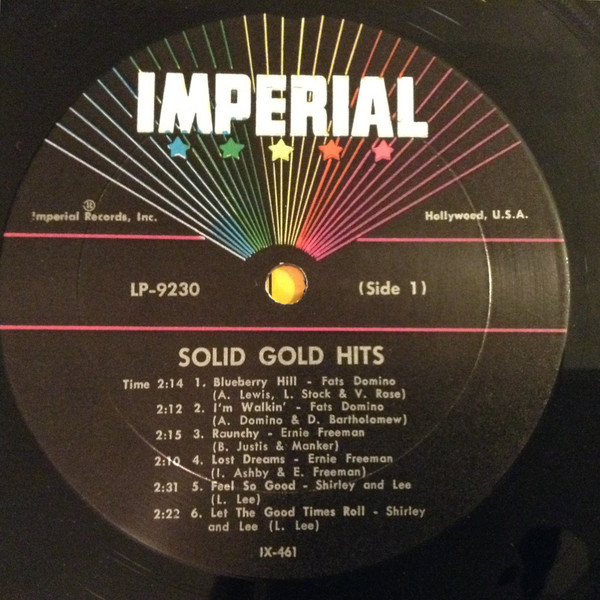 IMPERIAL
®
Imperial Records, Inc. Hollywood, U.S.A.
LP-9230 (Side 1)
SOLID GOLD HITS
Time 2:14 1. Blueberry Hill - Fats Domino
(A. Lewis, L. Stock & V. Rose)
2:12 2. I'm Walkin' - Fats Domino
(A. Domino & D. Bartholomew)
2:15 3. Raunchy - Ernie Freeman
(B. Justis & Manker)
2:10 4. Lost Dreams - Ernie Freeman
(I. Ashby & E. Freeman)
2:31 5. Feel So Good - Shirley and Lee
(L. Lee)
2:22 6. Let The Good Times Roll - Shirley
and Lee (L. Lee)
IX-461